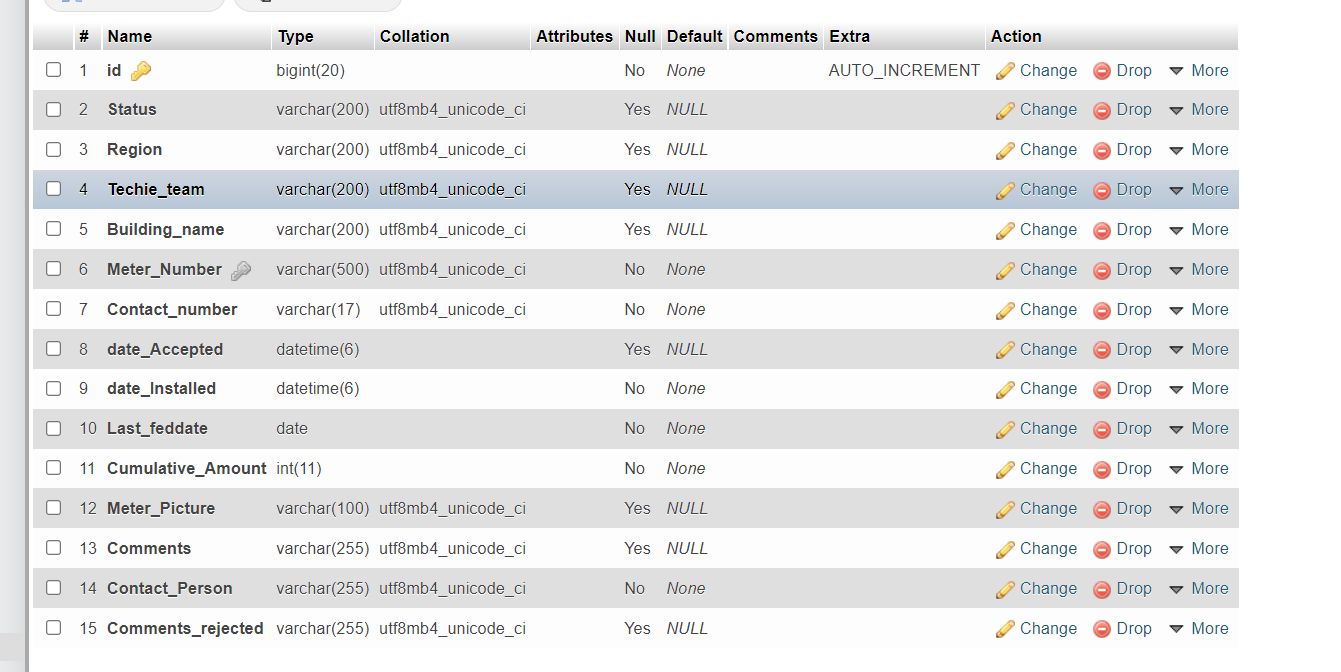 # Name Type Collation Attributes Null Default Comments Extra Action
1 id bigint(20) No None AUTO_INCREMENT Change Drop More
2 Status varchar(200) utf8mb4_unicode_ci Yes NULL Change Drop More
3 Region varchar(200) utf8mb4_unicode_ci Yes NULL Change Drop More
4 Techie_team varchar(200) utf8mb4_unicode_ci Yes NULL Change Drop More
5 Building_name varchar(200) utf8mb4_unicode_ci Yes NULL Change Drop More
6 Meter_Number varchar(500) utf8mb4_unicode_ci No None Change Drop More
7 Contact_number varchar(17) utf8mb4_unicode_ci No None Change Drop More
8 date_Accepted datetime(6) Yes NULL Change Drop More
9 date_Installed datetime(6) No None Change Drop More
10 Last_feddate date No None Change Drop More
11 Cumulative_Amount int(11) No None Change Drop More
12 Meter_Picture varchar(100) utf8mb4_unicode_ci Yes NULL Change Drop More
13 Comments varchar(255) utf8mb4_unicode_ci Yes NULL Change Drop More
14 Contact_Person varchar(255) utf8mb4_unicode_ci No None Change Drop More
15 Comments_rejected varchar(255) utf8mb4_unicode_ci Yes NULL Change Drop More